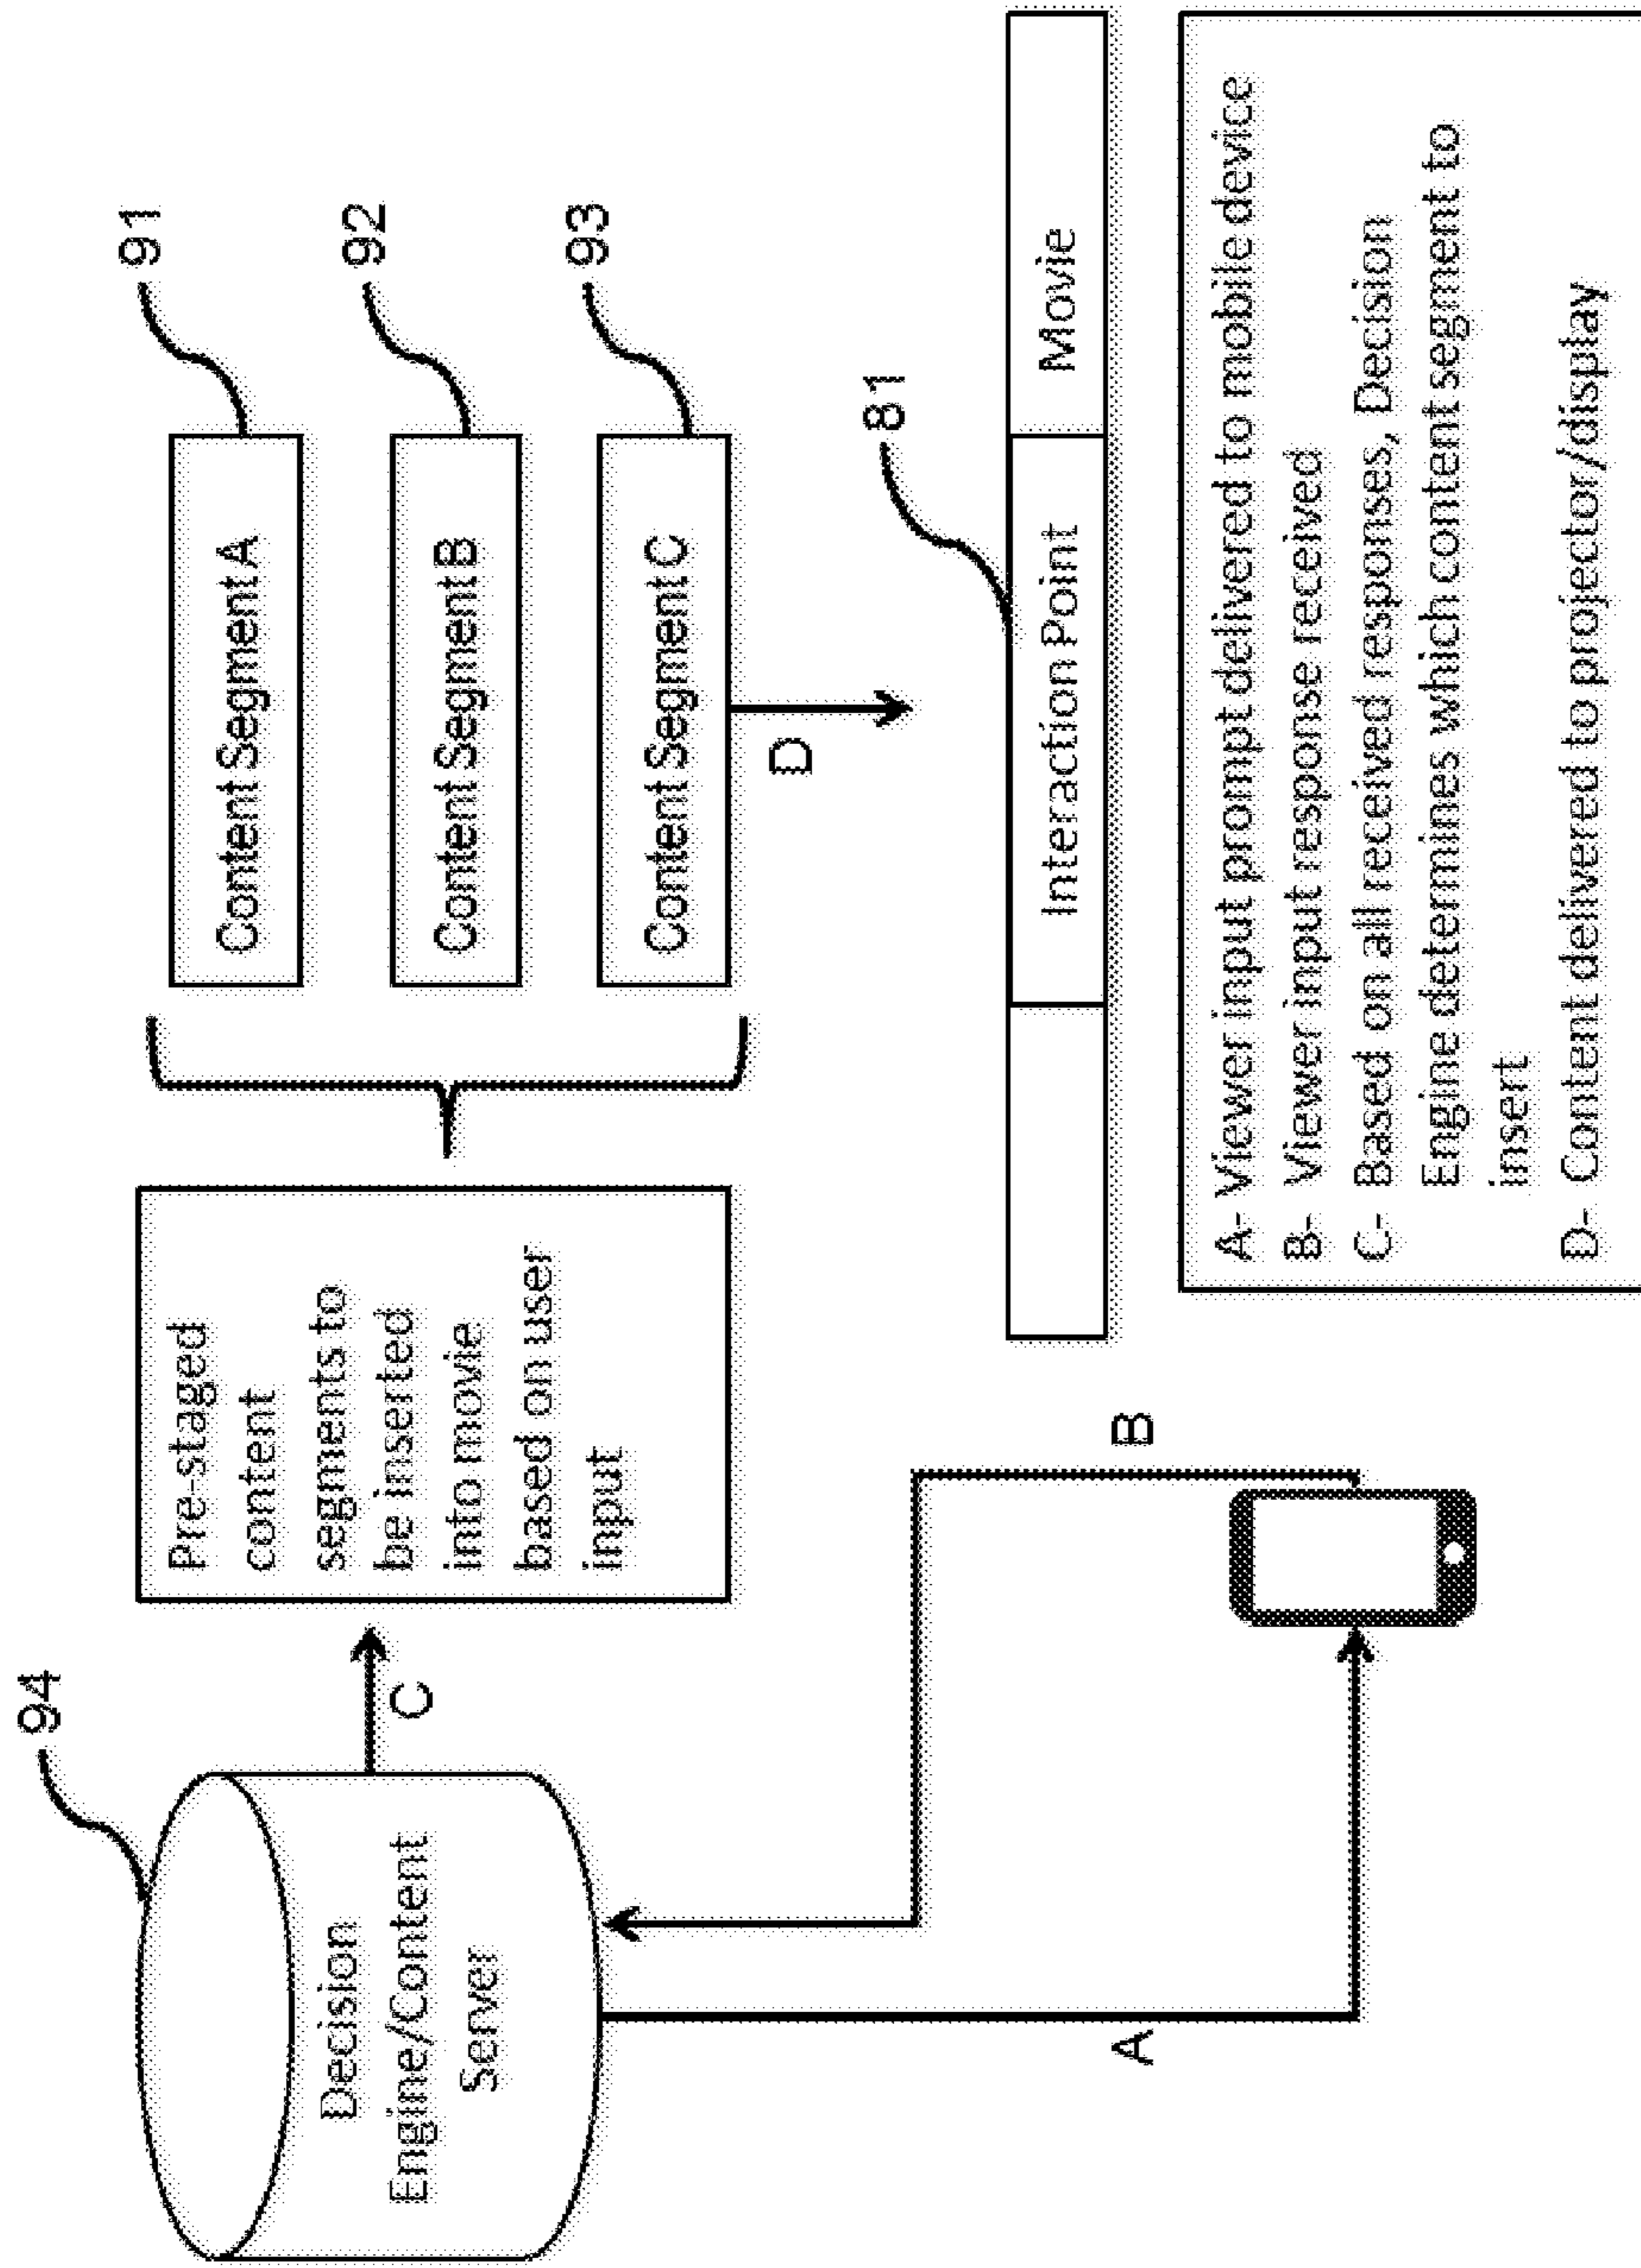 94
Decision
Engine/Content
Server
C
Pre-staged
content
segments to
be inserted
into movie
based on user
input
Content Segment A
91
Content Segment B
92
Content Segment C
93
D
81
Interaction Point
Movie
A
B
A- Viewer input prompt delivered to mobile device
B- Viewer input response received
C- Based on all received responses, Decision
Engine determines which content segment to
insert
D- Content delivered to projector/display